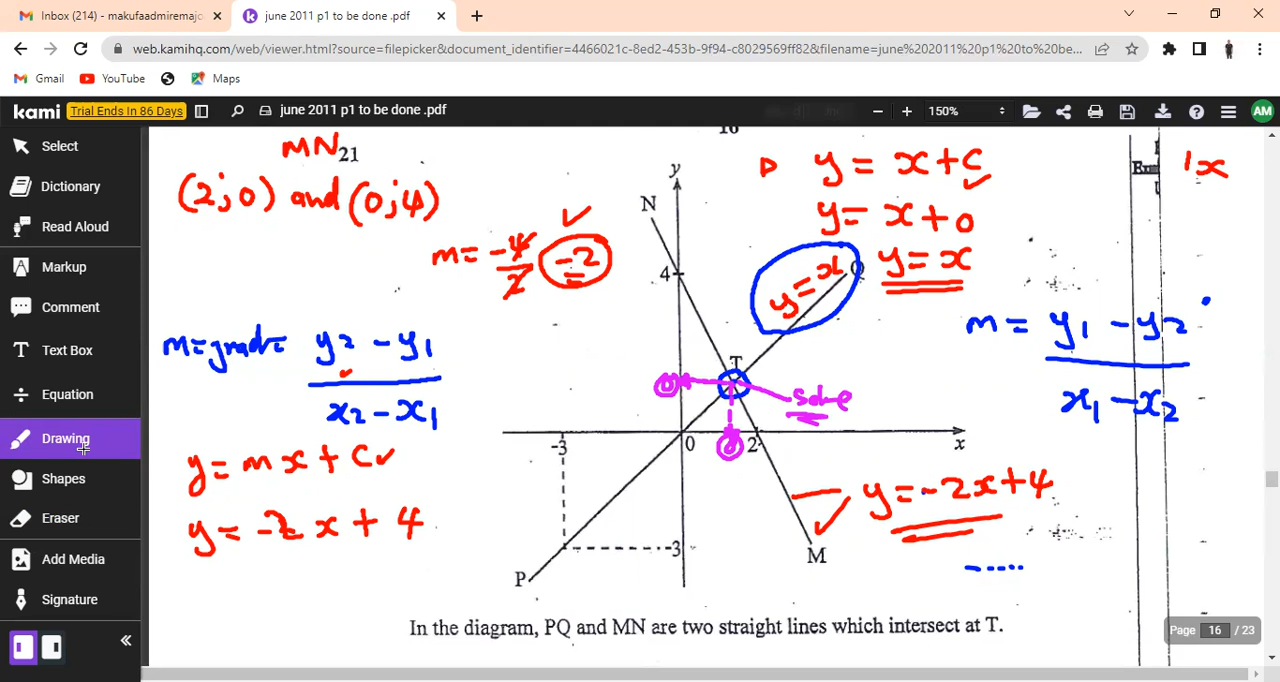 Inbox (214) - makufaadmiremajo
june 2011 p1 to be done .pdf
web.kamihq.com/web/viewer.html?source=filepicker&document_identifier=4466021c-8ed2-453b-9f94-c8029569ff82&filename=june%202011%20p1%20to%20be...
Gmail
YouTube
Maps
kami
Trial Ends In 86 Days
june 2011 p1 to be done .pdf
150%
AM
Select
Dictionary
Read Aloud
Markup
Comment
Text Box
Equation
Drawing
Shapes
Eraser
Add Media
Signature
MN
21
(2;0) and (0;4)
m = -4/2 -2
m=grad= y2 - y1
x2 - x1
y = mx + c
y = -2x + 4
y = x + c
y = x + 0
y = x
1x
m = y1 - y2
x1 - x2
y
N
4
y = x
Q
T
Solve
-3
0
2
x
-3
P
M
y = -2x + 4
In the diagram, PQ and MN are two straight lines which intersect at T.
Page 16 / 23